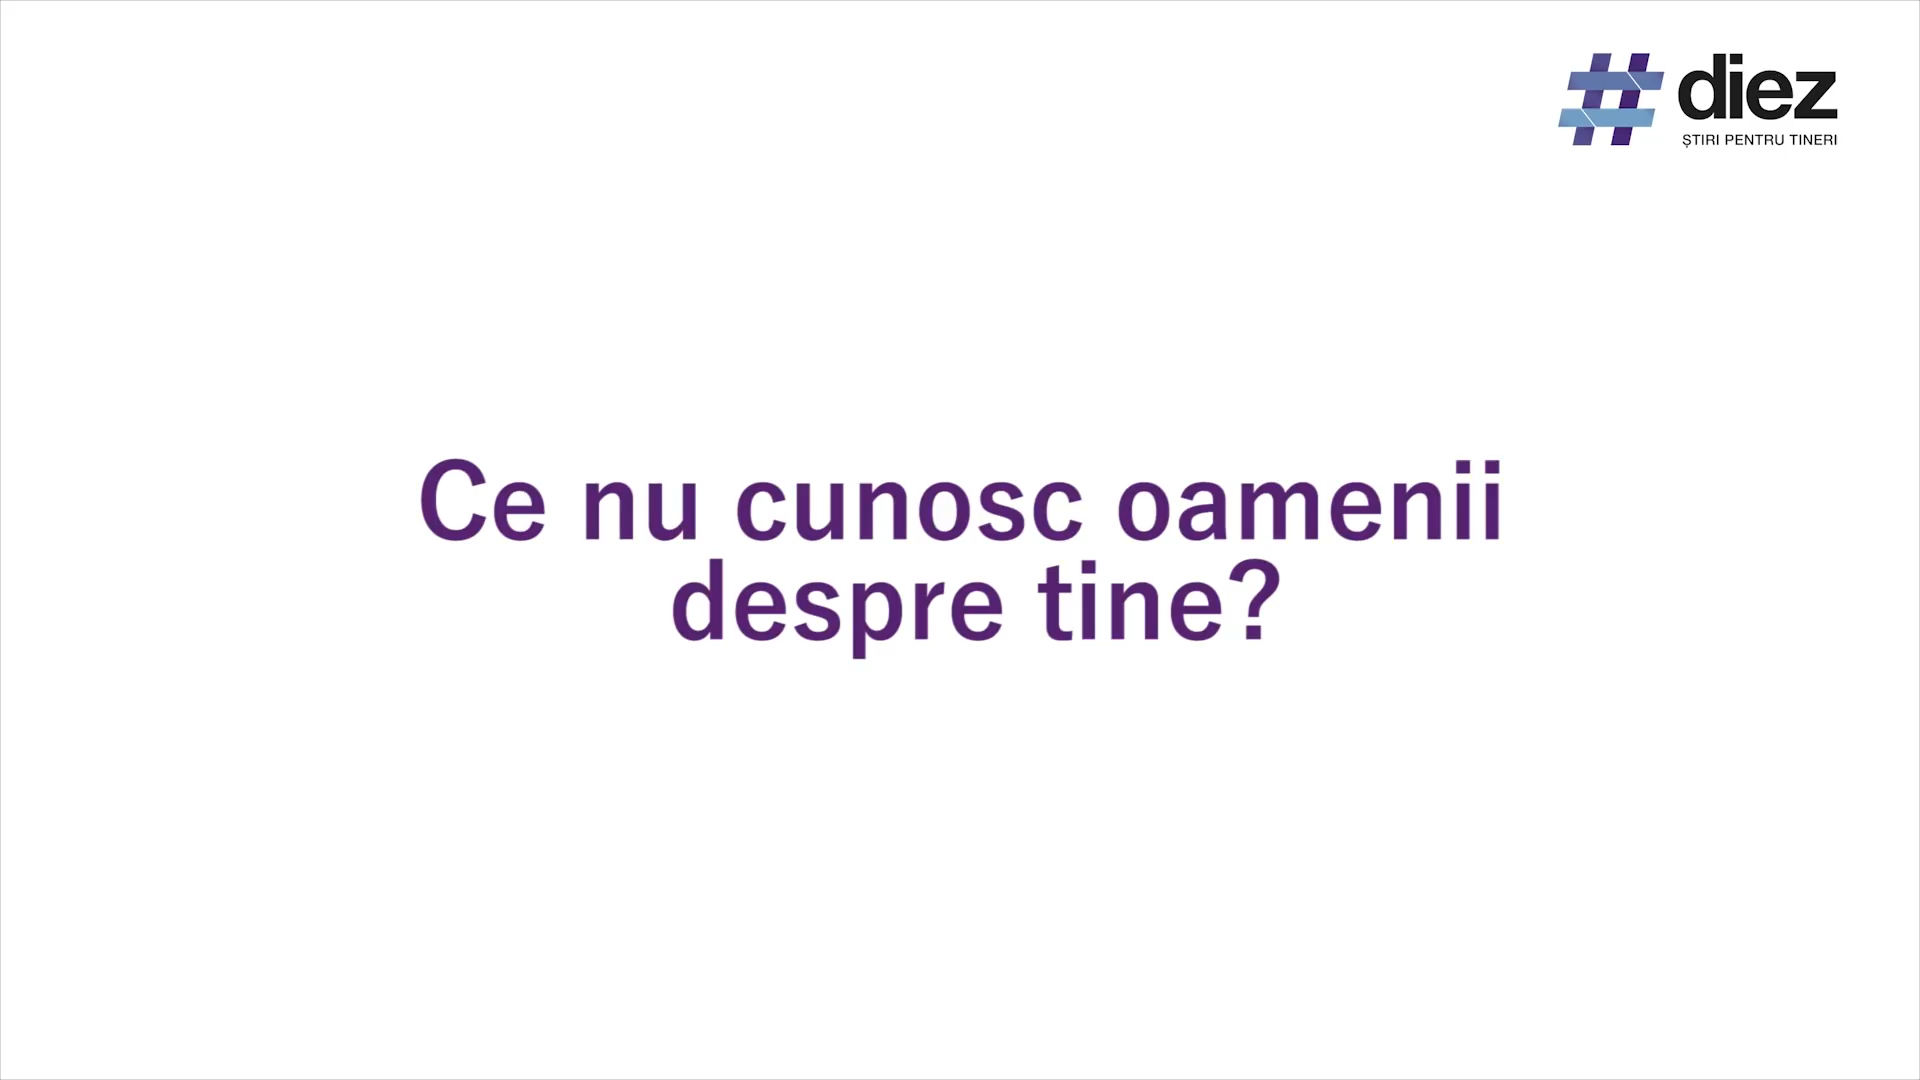 #diez
ȘTIRI PENTRU TINERI
Ce nu cunosc oamenii
despre tine?